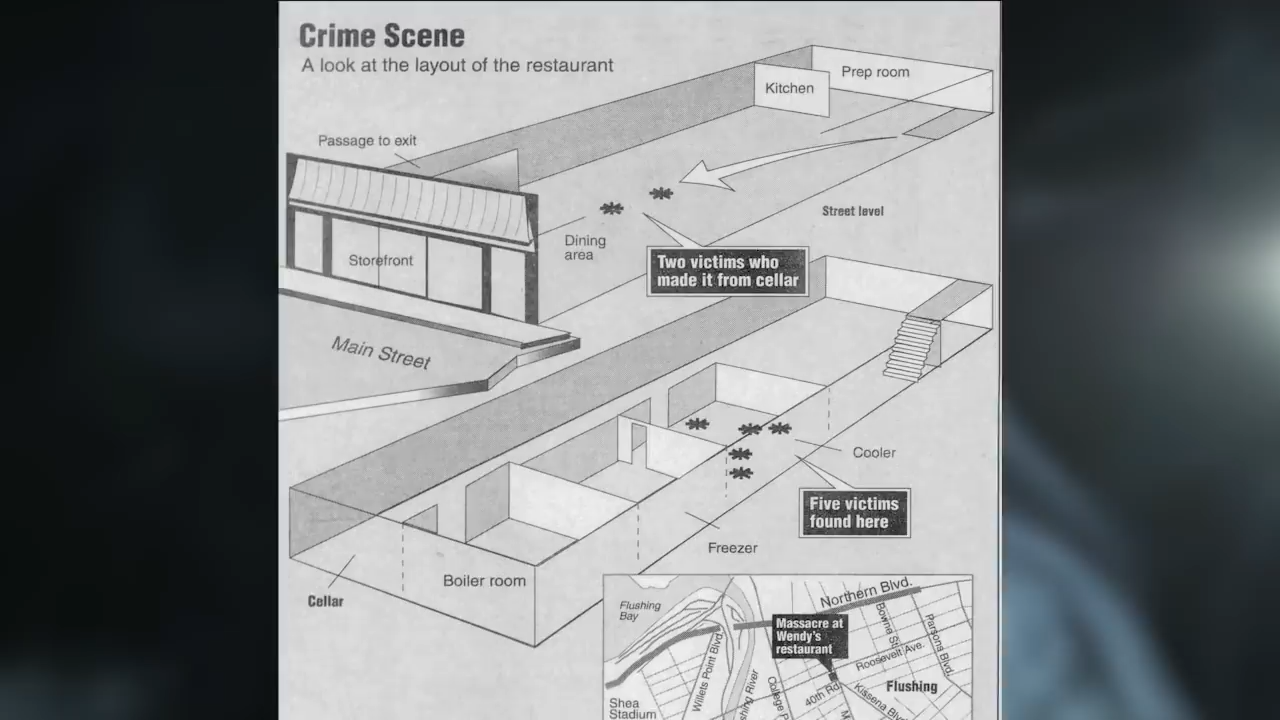 Crime Scene
A look at the layout of the restaurant
Prep room
Kitchen
Passage to exit
Street level
Dining
area
Storefront
Two victims who
made it from cellar
Main Street
Cooler
Five victims
found here
Freezer
Boiler room
Cellar
Northern Blvd.
Flushing
Bay
Massacre at
Wendy's
restaurant
Bowne St.
Parsons Blvd.
Willets Point Blvd.
Roosevelt Ave.
Flushing
40th Rd.
Kissena Blvd
College P
shing River
Shea
Stadium
M